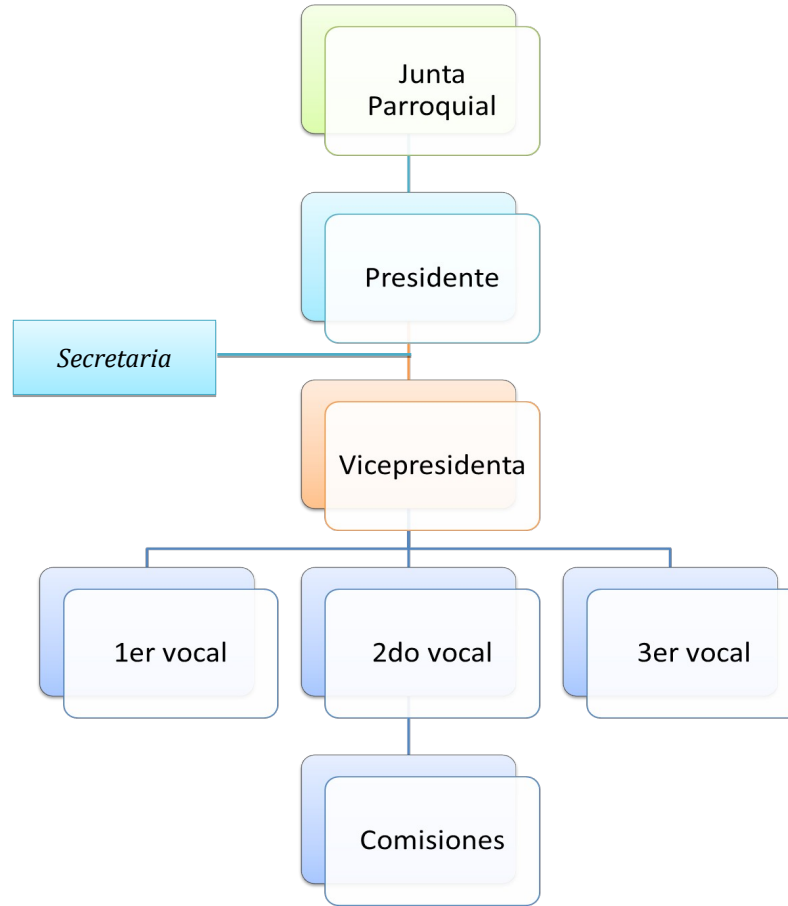 Junta
Parroquial
Presidente
Secretaria
Vicepresidenta
1er vocal
2do vocal
3er vocal
Comisiones